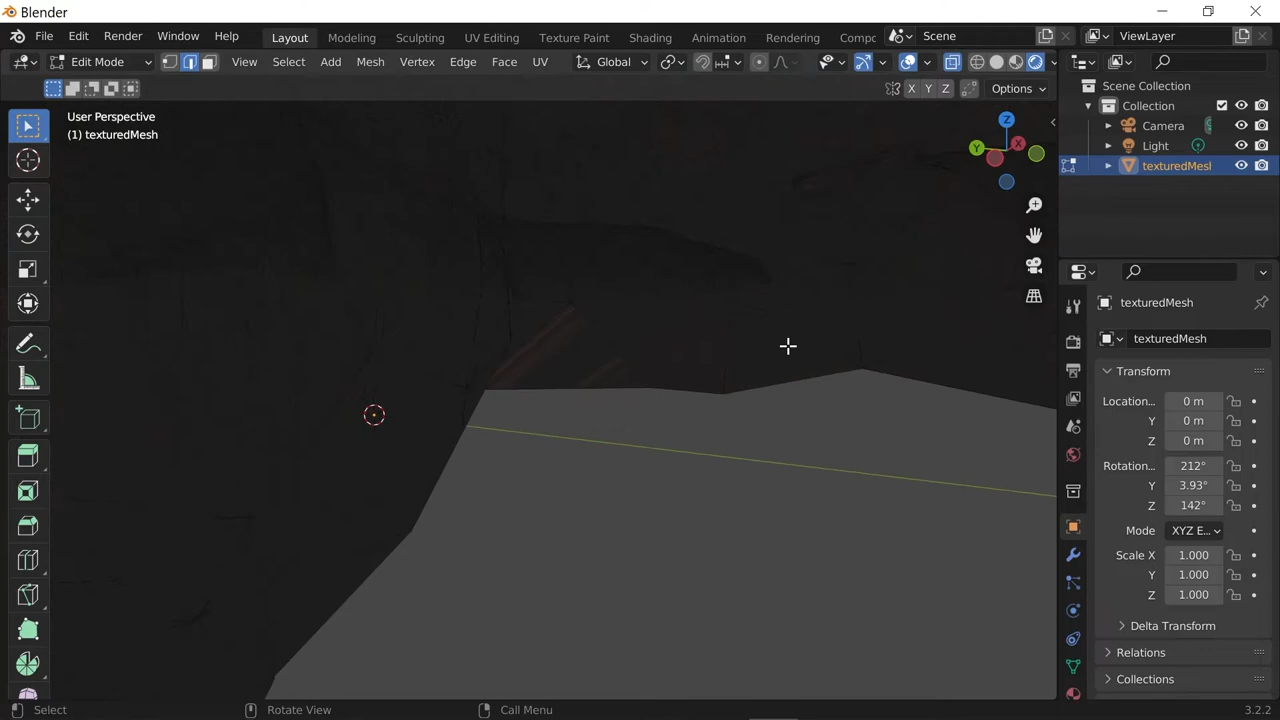 Blender
File Edit Render Window Help Layout Modeling Sculpting UV Editing Texture Paint Shading Animation Rendering Compc Scene ViewLayer
Edit Mode View Select Add Mesh Vertex Edge Face UV Global
X Y Z Options
User Perspective
(1) texturedMesh
Z
Y
X
Scene Collection
Collection
Camera
Light
texturedMesl
texturedMesh
texturedMesh
Transform
Location... 0 m
Y 0 m
Z 0 m
Rotation... 212°
Y 3.93°
Z 142°
Mode XYZ E...
Scale X 1.000
Y 1.000
Z 1.000
Delta Transform
Relations
Collections
Select Rotate View Call Menu 3.2.2